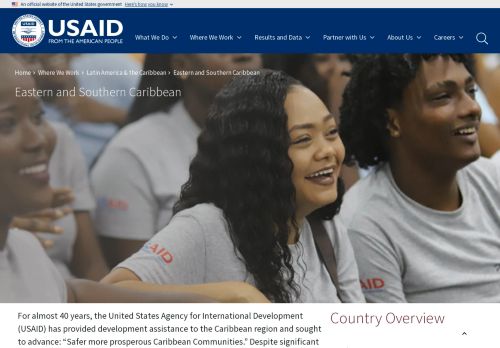 An official website of the United States government Here's how you know
USAID
FROM THE AMERICAN PEOPLE
What We Do
Where We Work
Results and Data
Partner with Us
About Us
Careers
Home > Where We Work > Latin America & the Caribbean > Eastern and Southern Caribbean
Eastern and Southern Caribbean
For almost 40 years, the United States Agency for International Development
(USAID) has provided development assistance to the Caribbean region and sought
to advance: “Safer more prosperous Caribbean Communities.” Despite significant
Country Overview